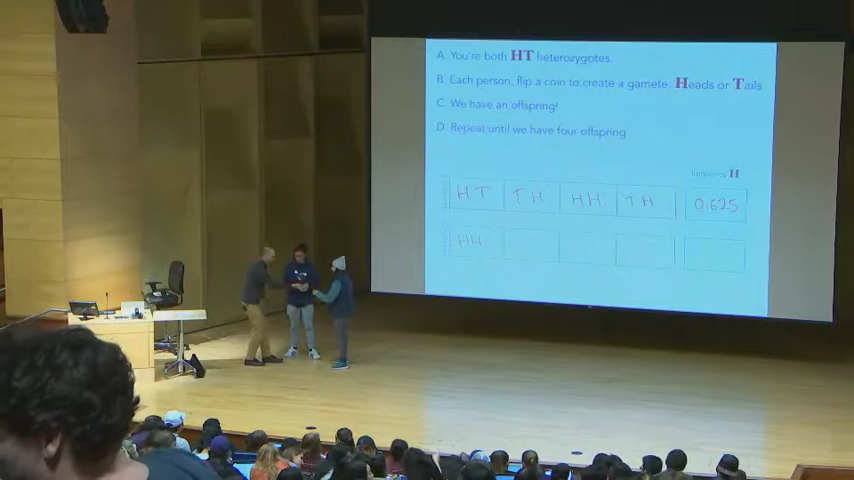 A. You're both HT heterozygotes.
B. Each person, flip a coin to create a gamete: Heads or Tails
C. We have an offspring!
D. Repeat until we have four offspring
frequency H
HT TH HH TH 0.625
HH